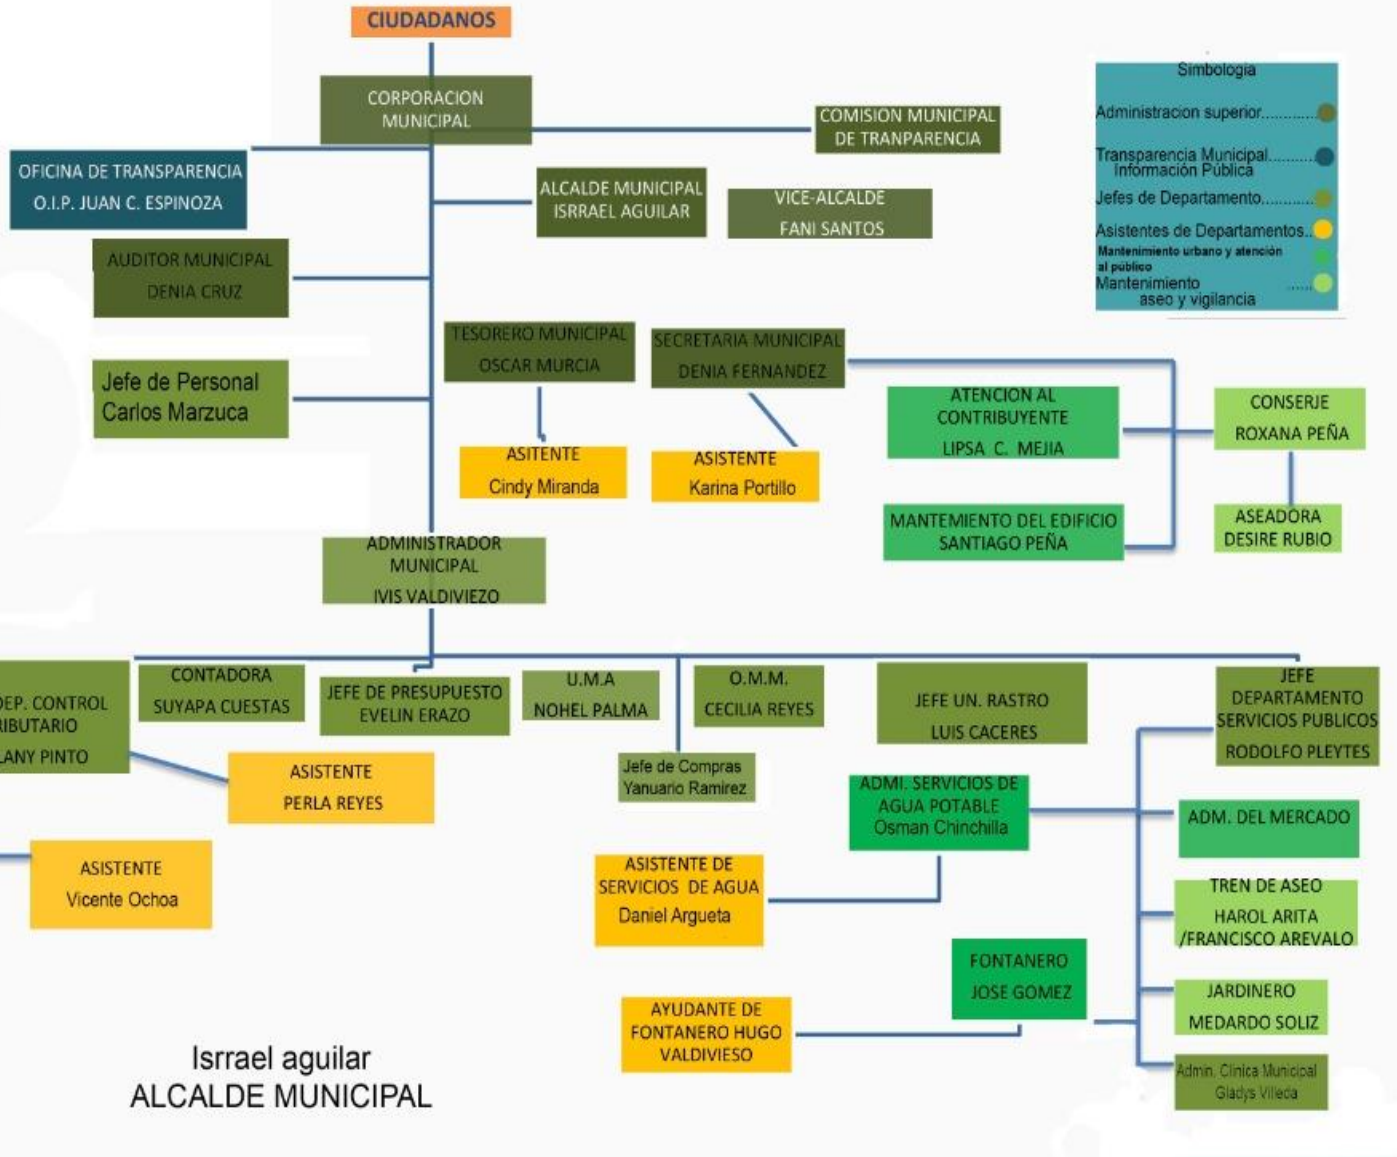 CIUDADANOS
CORPORACION
MUNICIPAL
COMISION MUNICIPAL
DE TRANPARENCIA
Simbologia
Administracion superior............
Transparencia Municipal..........
Información Pública
Jefes de Departamento...........
Asistentes de Departamentos..
Mantenimiento urbano y atención
al público
Mantenimiento ......
aseo y vigilancia
OFICINA DE TRANSPARENCIA
O.I.P. JUAN C. ESPINOZA
ALCALDE MUNICIPAL
ISRRAEL AGUILAR
VICE-ALCALDE
FANI SANTOS
AUDITOR MUNICIPAL
DENIA CRUZ
TESORERO MUNICIPAL
OSCAR MURCIA
SECRETARIA MUNICIPAL
DENIA FERNANDEZ
Jefe de Personal
Carlos Marzuca
ATENCION AL
CONTRIBUYENTE
LIPSA C. MEJIA
CONSERJE
ROXANA PEÑA
ASITENTE
Cindy Miranda
ASISTENTE
Karina Portillo
MANTEMIENTO DEL EDIFICIO
SANTIAGO PEÑA
ASEADORA
DESIRE RUBIO
ADMINISTRADOR
MUNICIPAL
IVIS VALDIVIEZO
DEP. CONTROL
RIBUTARIO
LANY PINTO
CONTADORA
SUYAPA CUESTAS
JEFE DE PRESUPUESTO
EVELIN ERAZO
U.M.A
NOHEL PALMA
O.M.M.
CECILIA REYES
JEFE UN. RASTRO
LUIS CACERES
JEFE
DEPARTAMENTO
SERVICIOS PUBLICOS
RODOLFO PLEYTES
ASISTENTE
PERLA REYES
Jefe de Compras
Yanuario Ramirez
ADMI. SERVICIOS DE
AGUA POTABLE
Osman Chinchilla
ADM. DEL MERCADO
ASISTENTE
Vicente Ochoa
ASISTENTE DE
SERVICIOS DE AGUA
Daniel Argueta
TREN DE ASEO
HAROL ARITA
/FRANCISCO AREVALO
FONTANERO
JOSE GOMEZ
JARDINERO
MEDARDO SOLIZ
AYUDANTE DE
FONTANERO HUGO
VALDIVIESO
Admin. Clinica Municipal
Gladys Villeda
Isrrael aguilar
ALCALDE MUNICIPAL